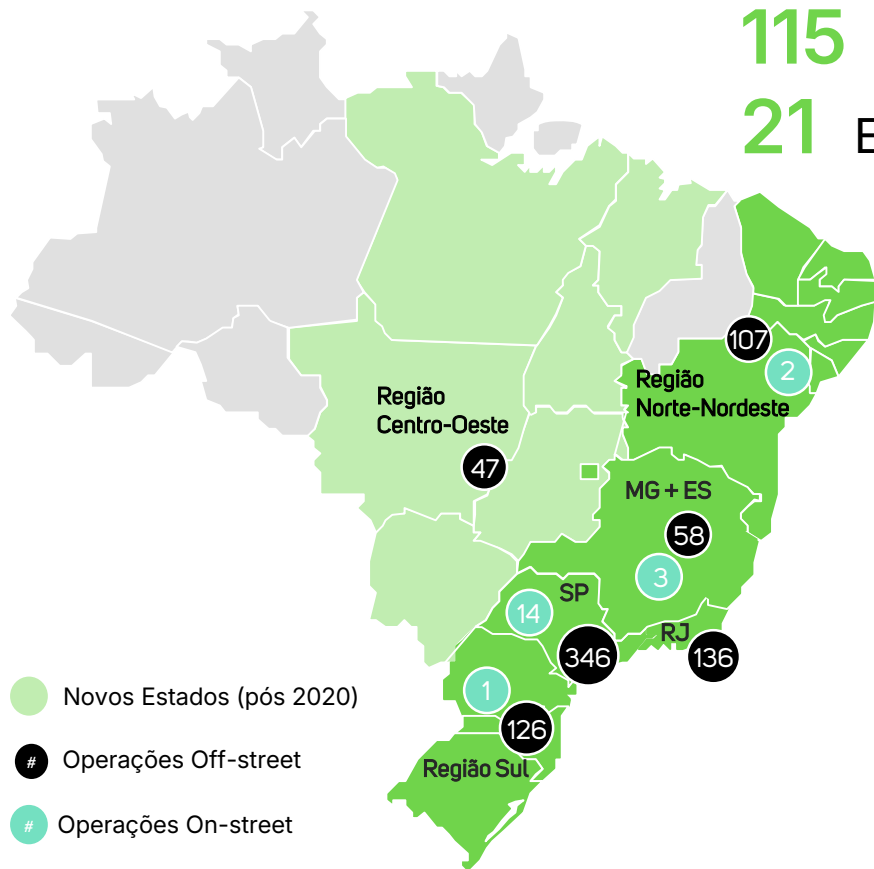 115
21 E
107
2
Região
Norte-Nordeste
Região
Centro-Oeste
47
MG + ES
58
3
SP
14
RJ
346
136
1
126
Região Sul
Novos Estados (pós 2020)
# Operações Off-street
# Operações On-street